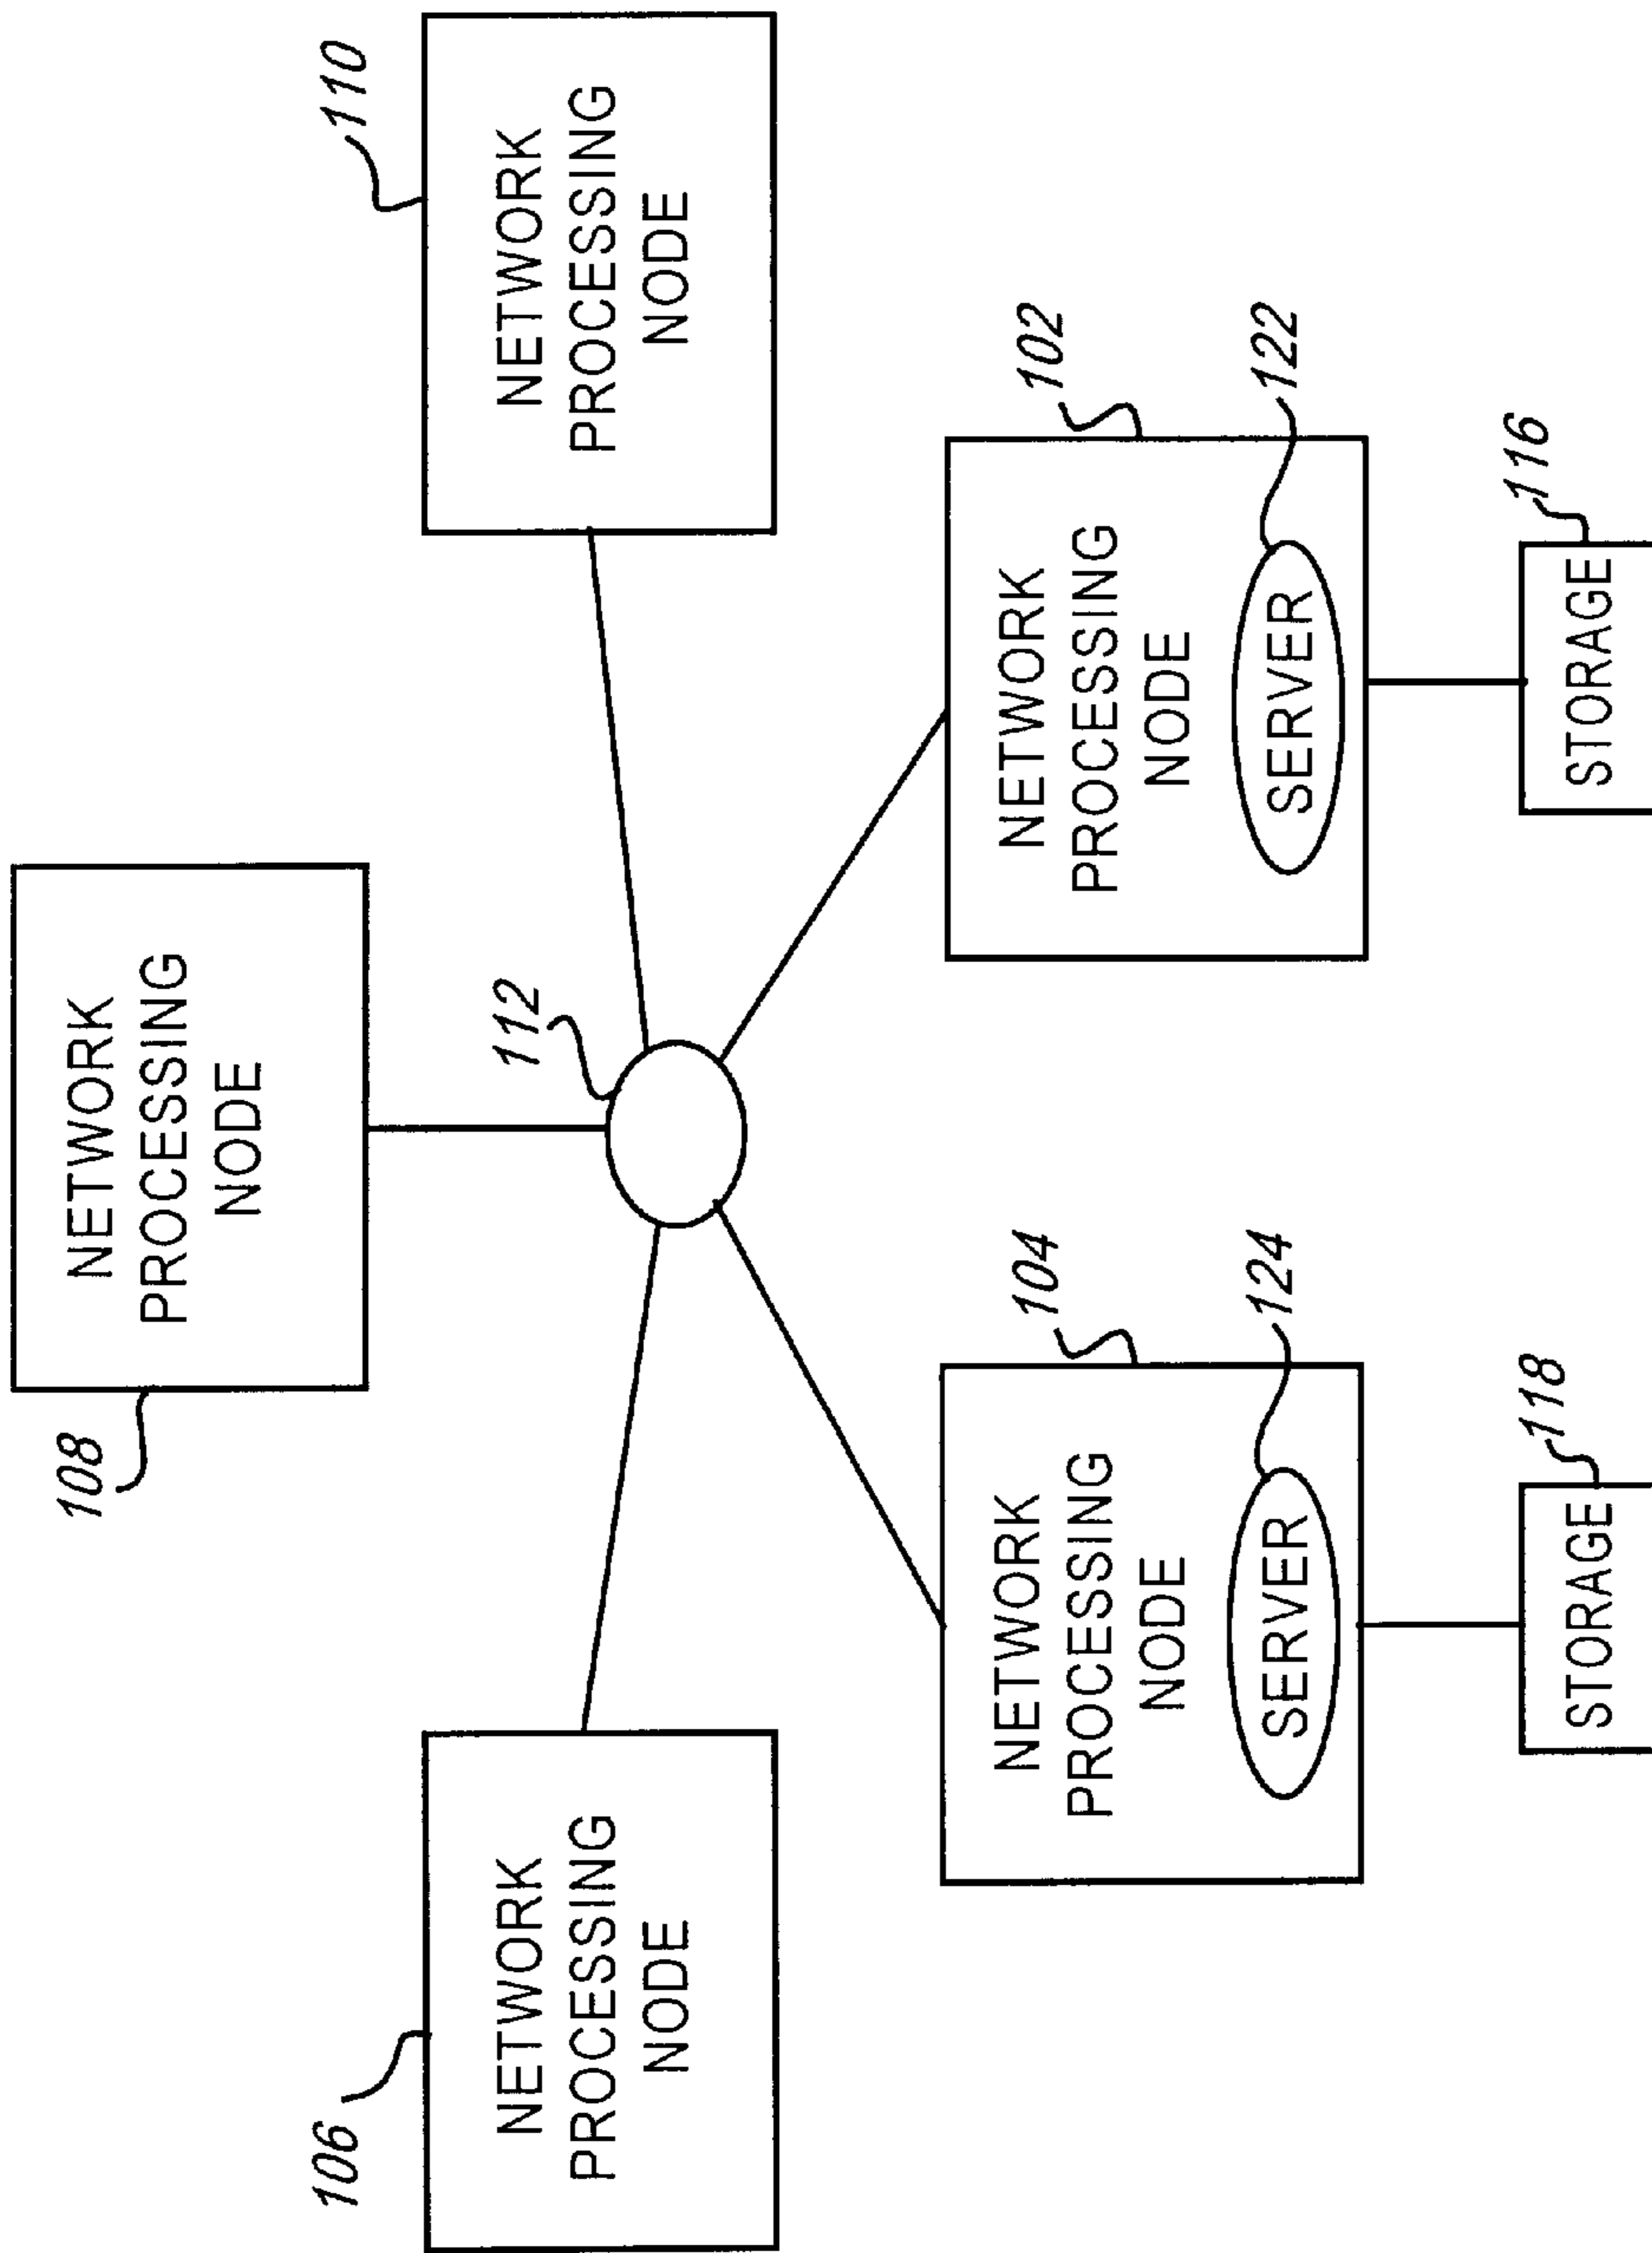 108
NETWORK
PROCESSING
NODE
106
NETWORK
PROCESSING
NODE
112
110
NETWORK
PROCESSING
NODE
104
NETWORK
PROCESSING
NODE
SERVER
124
118
STORAGE
102
NETWORK
PROCESSING
NODE
SERVER
122
116
STORAGE